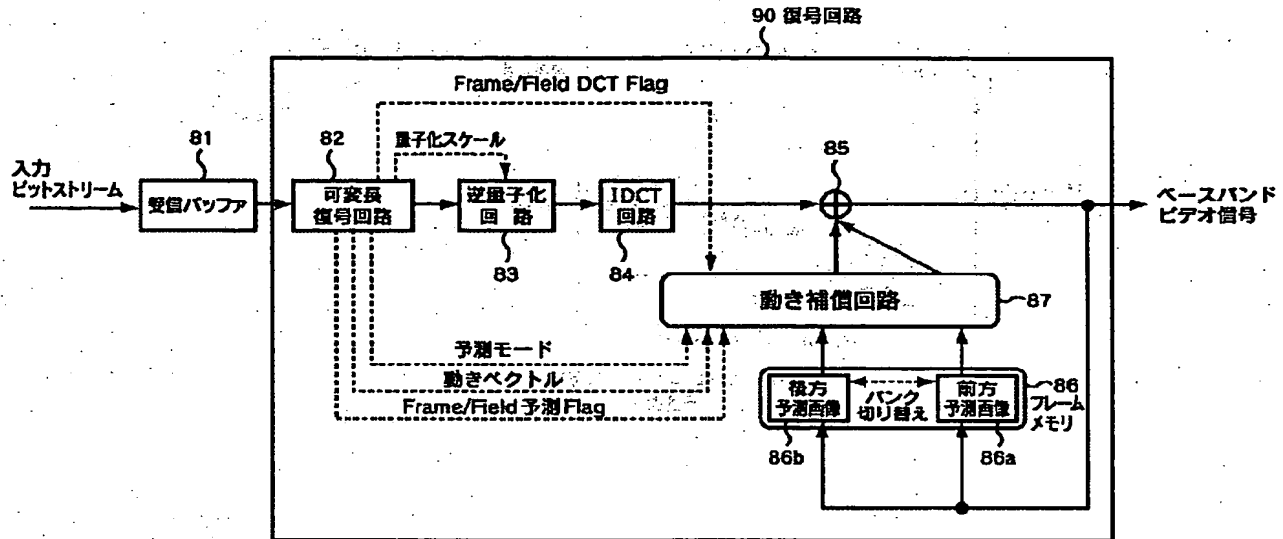 90 復号回路
Frame/Field DCT Flag
81
82
量子化スケール
85
入力
ビットストリーム
受信バッファ
可変長
復号回路
逆量子化
回路
IDCT
回路
ベースバンド
ビデオ信号
83
84
動き補償回路
87
予測モード
動きベクトル
Frame/Field 予測 Flag
後方
予測画像
バンク
切り替え
前方
予測画像
86
フレーム
メモリ
86b
86a